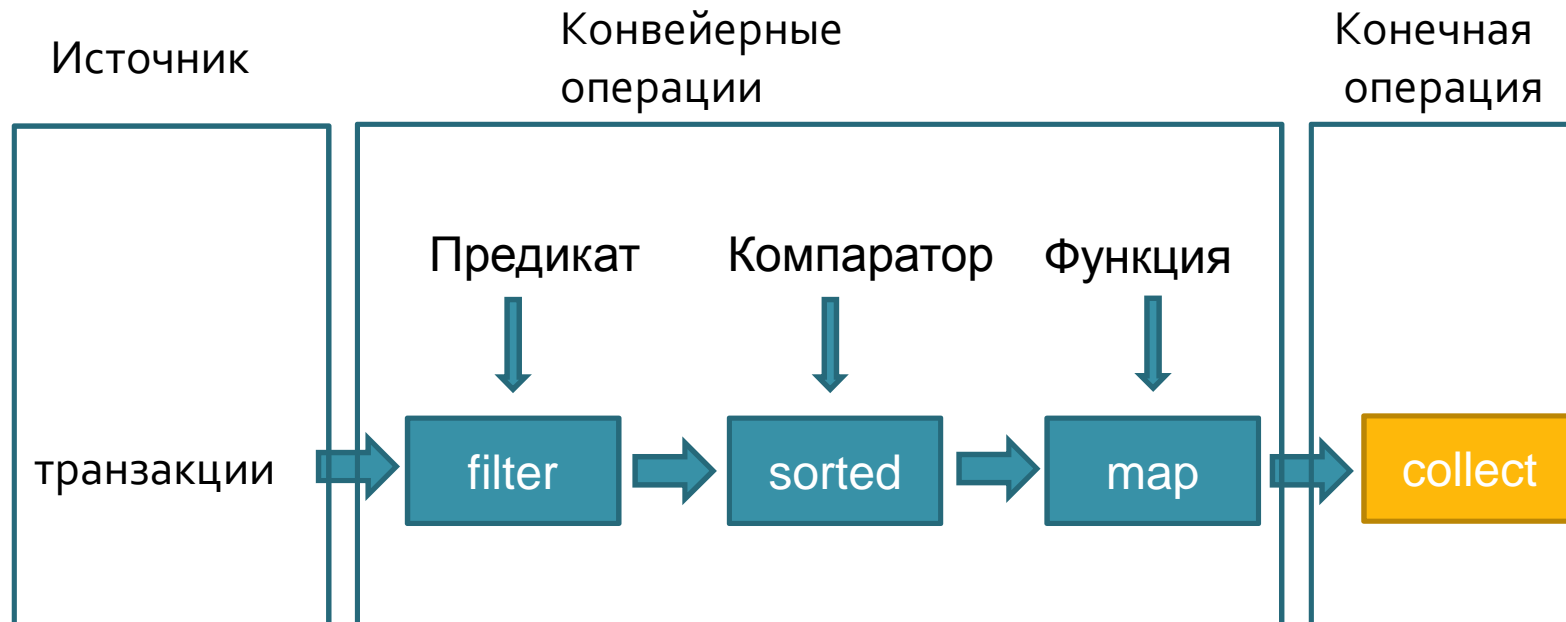 Источник
Конвейерные
операции
Конечная
операция
Предикат
Компаратор
Функция
транзакции
filter
sorted
map
collect